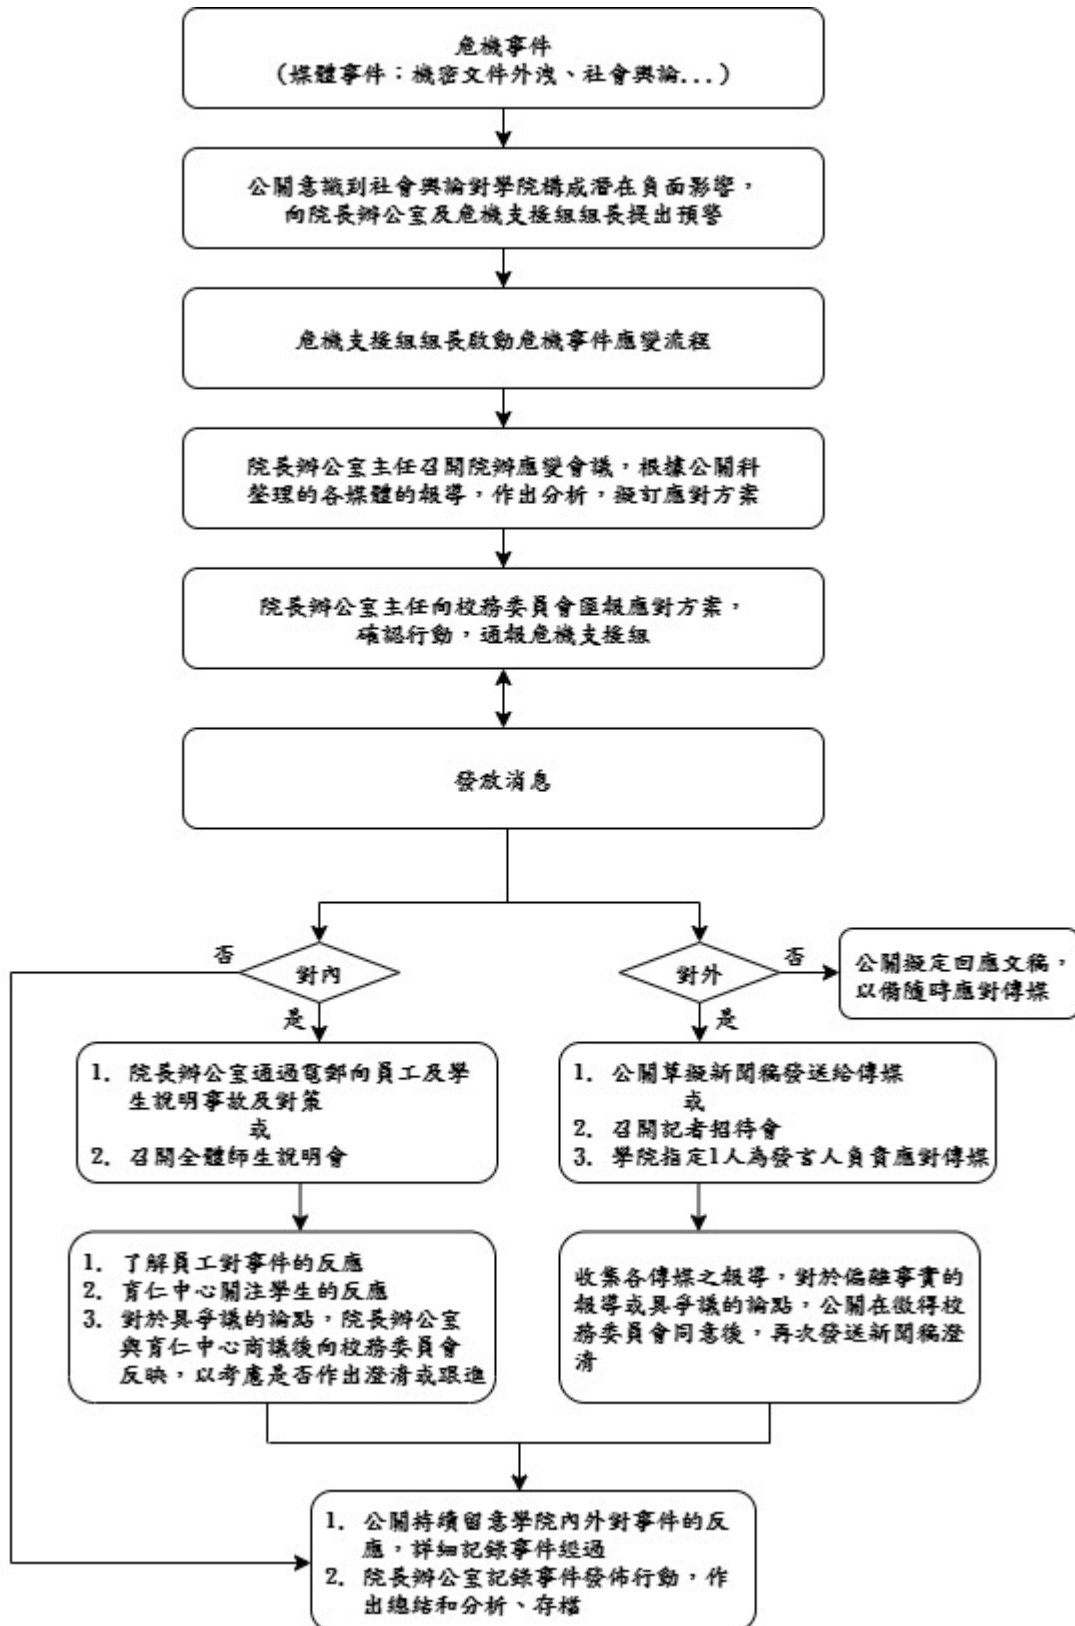 危機事件
(媒體事件：機密文件外洩、社會輿論...)
公關意識到社會輿論對學院構成潛在負面影響，
向院長辦公室及危機支援組組長提出預警
危機支援組組長啟動危機事件應變流程
院長辦公室主任召開院辦應變會議，根據公關科
整理的各媒體的報導，作出分析，擬訂應對方案
院長辦公室主任向校務委員會匯報應對方案，
確認行動，通報危機支援組
發放消息
否
對內
是
對外
否
是
公關擬定回應文稿，
以備隨時應對傳媒
1. 院長辦公室通過電郵向員工及學
生說明事故及對策
或
2. 召開全體師生說明會
1. 公關草擬新聞稿發送給傳媒
或
2. 召開記者招待會
3. 學院指定1人為發言人負責應對傳媒
1. 了解員工對事件的反應
2. 育仁中心關注學生的反應
3. 對於具爭議的論點，院長辦公室
與育仁中心商議後向校務委員會
反映，以考慮是否作出澄清或跟進
收集各傳媒之報導，對於偏離事實的
報導或具爭議的論點，公關在徵得校
務委員會同意後，再次發送新聞稿澄
清
1. 公關持續留意學院內外對事件的反
應，詳細記錄事件經過
2. 院長辦公室記錄事件發佈行動，作
出總結和分析、存檔